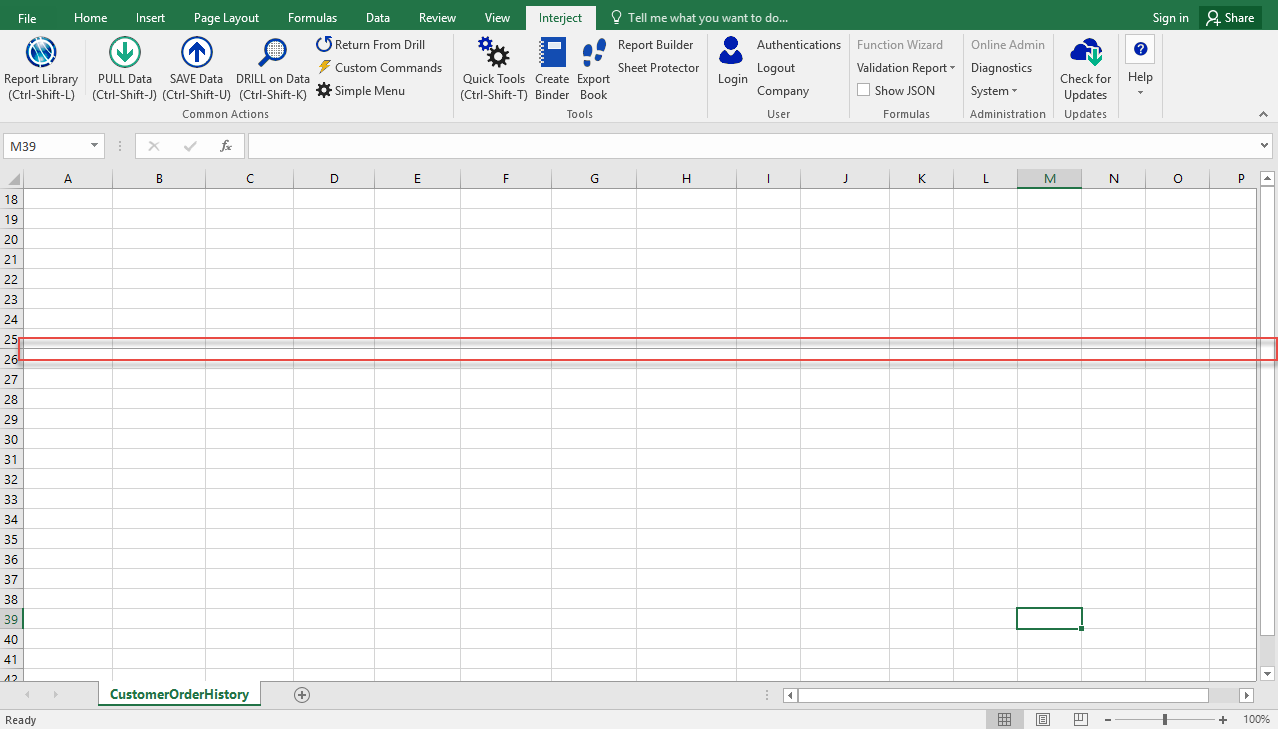 File Home Insert Page Layout Formulas Data Review View Interject Tell me what you want to do... Sign in Share
Report Library (Ctrl-Shift-L)
PULL Data (Ctrl-Shift-J)
SAVE Data (Ctrl-Shift-U)
DRILL on Data (Ctrl-Shift-K)
Return From Drill
Custom Commands
Simple Menu
Common Actions
Quick Tools (Ctrl-Shift-T)
Create Binder
Export Book
Report Builder
Sheet Protector
Tools
Login
Authentications
Logout
Company
User
Function Wizard
Validation Report
Show JSON
Formulas
Online Admin
Diagnostics
System
Administration
Check for Updates
Updates
Help
M39 fx
A B C D E F G H I J K L M N O P
18
19
20
21
22
23
24
25
26
27
28
29
30
31
32
33
34
35
36
37
38
39
40
41
42
CustomerOrderHistory
Ready 100%